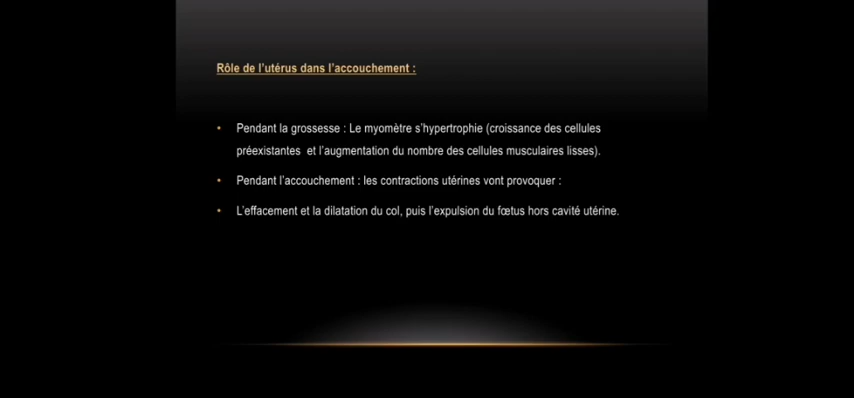 Rôle de l'utérus dans l'accouchement :
• Pendant la grossesse : Le myomètre s'hypertrophie (croissance des cellules
préexistantes et l'augmentation du nombre des cellules musculaires lisses).
• Pendant l'accouchement : les contractions utérines vont provoquer :
• L'effacement et la dilatation du col, puis l'expulsion du fœtus hors cavité utérine.